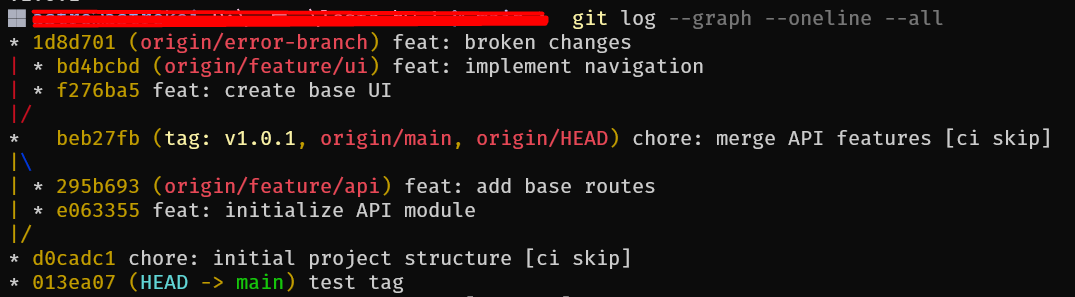 git log --graph --oneline --all
* 1d8d701 (origin/error-branch) feat: broken changes
| * bd4bcbd (origin/feature/ui) feat: implement navigation
| * f276ba5 feat: create base UI
|/
*   beb27fb (tag: v1.0.1, origin/main, origin/HEAD) chore: merge API features [ci skip]
|\
| * 295b693 (origin/feature/api) feat: add base routes
| * e063355 feat: initialize API module
|/
* d0cadc1 chore: initial project structure [ci skip]
* 013ea07 (HEAD -> main) test tag